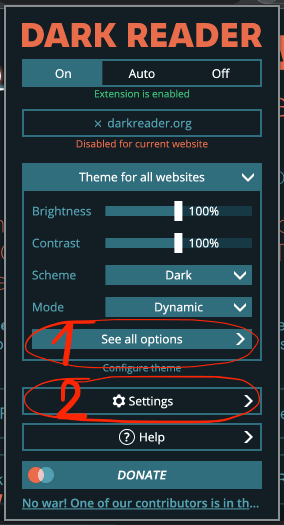 DARK READER
On Auto Off
Extension is enabled
× darkreader.org
Disabled for current website
Theme for all websites
Brightness 100%
Contrast 100%
Scheme Dark
Mode Dynamic
1
See all options
Configure theme
2
Settings
? Help
DONATE
No war! One of our contributors is in th...